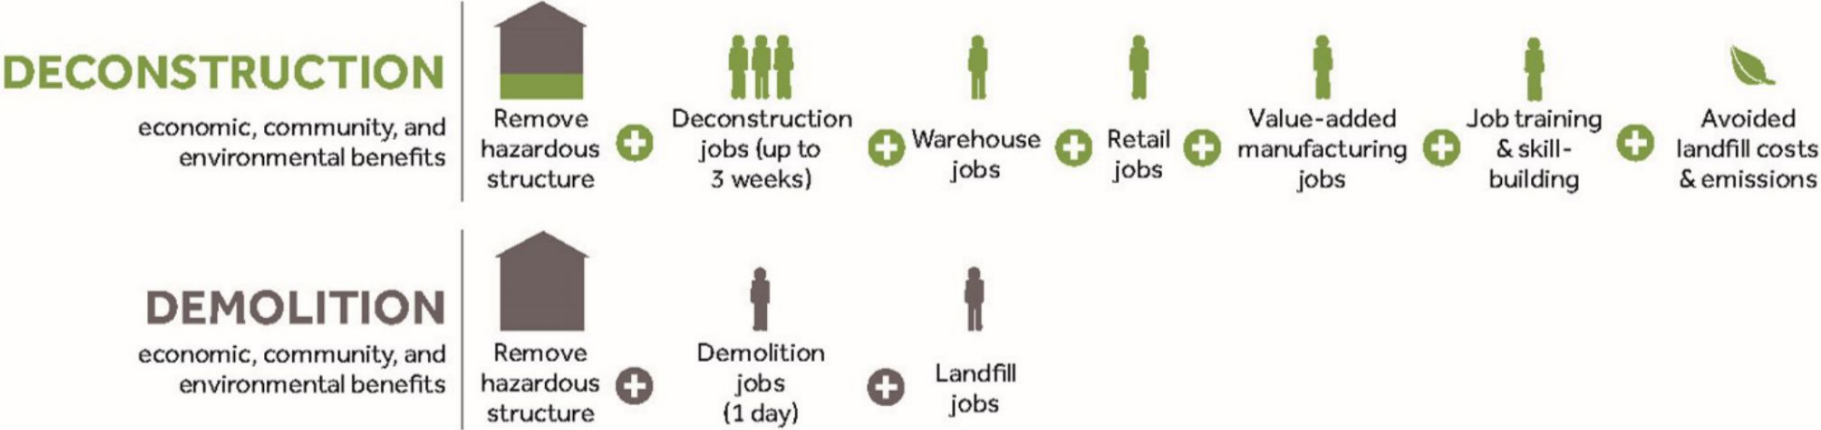 DECONSTRUCTION
economic, community, and
environmental benefits
Remove
hazardous
structure
Deconstruction
jobs (up to
3 weeks)
Warehouse
jobs
Retail
jobs
Value-added
manufacturing
jobs
Job training
& skill-
building
Avoided
landfill costs
& emissions
DEMOLITION
economic, community, and
environmental benefits
Remove
hazardous
structure
Demolition
jobs
(1 day)
Landfill
jobs